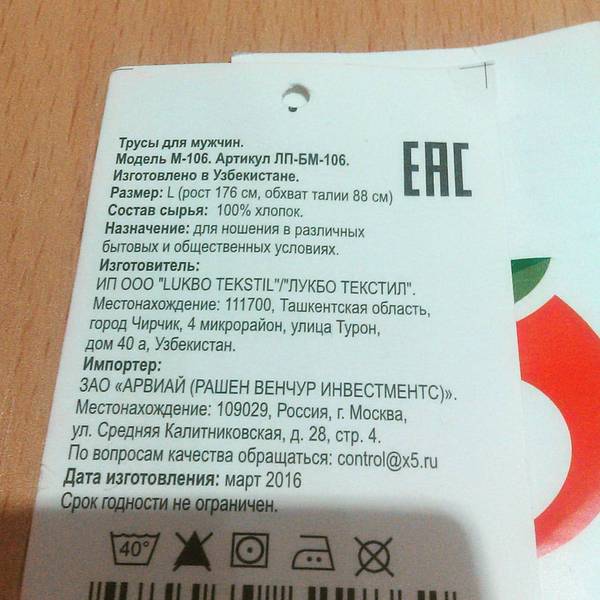 Трусы для мужчин.
Модель М-106. Артикул ЛП-БМ-106.
Изготовлено в Узбекистане.
Размер: L (рост 176 см, обхват талии 88 см)
Состав сырья: 100% хлопок.
Назначение: для ношения в различных
бытовых и общественных условиях.
Изготовитель:
ИП ООО "LUKBO TEKSTIL"/"ЛУКБО ТЕКСТИЛ".
Местонахождение: 111700, Ташкентская область,
город Чирчик, 4 микрорайон, улица Турон,
дом 40 а, Узбекистан.
Импортер:
ЗАО «АРВИАЙ (РАШЕН ВЕНЧУР ИНВЕСТМЕНТС)».
Местонахождение: 109029, Россия, г. Москва,
ул. Средняя Калитниковская, д. 28, стр. 4.
По вопросам качества обращаться: control@x5.ru
Дата изготовления: март 2016
Срок годности не ограничен.
40°
EAC